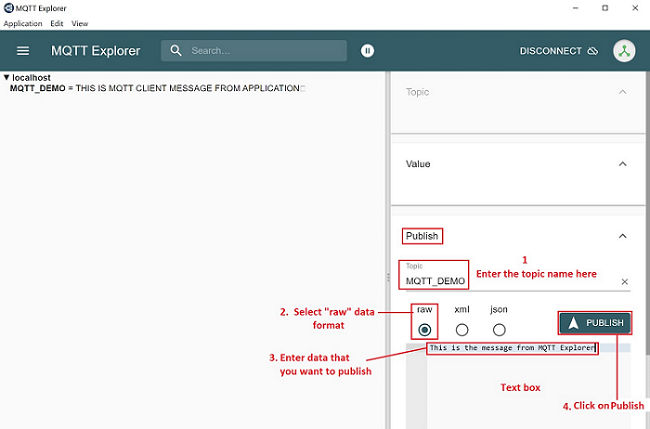 MQTT Explorer
Application Edit View
MQTT Explorer
Search...
DISCONNECT
▼ localhost
MQTT_DEMO = THIS IS MQTT CLIENT MESSAGE FROM APPLICATION□
Topic
Value
Publish
1
Enter the topic name here
Topic
MQTT_DEMO
raw xml json
2. Select "raw" data
format
PUBLISH
3. Enter data that
you want to publish
This is the message from MQTT Explorer
Text box
4. Click on Publish